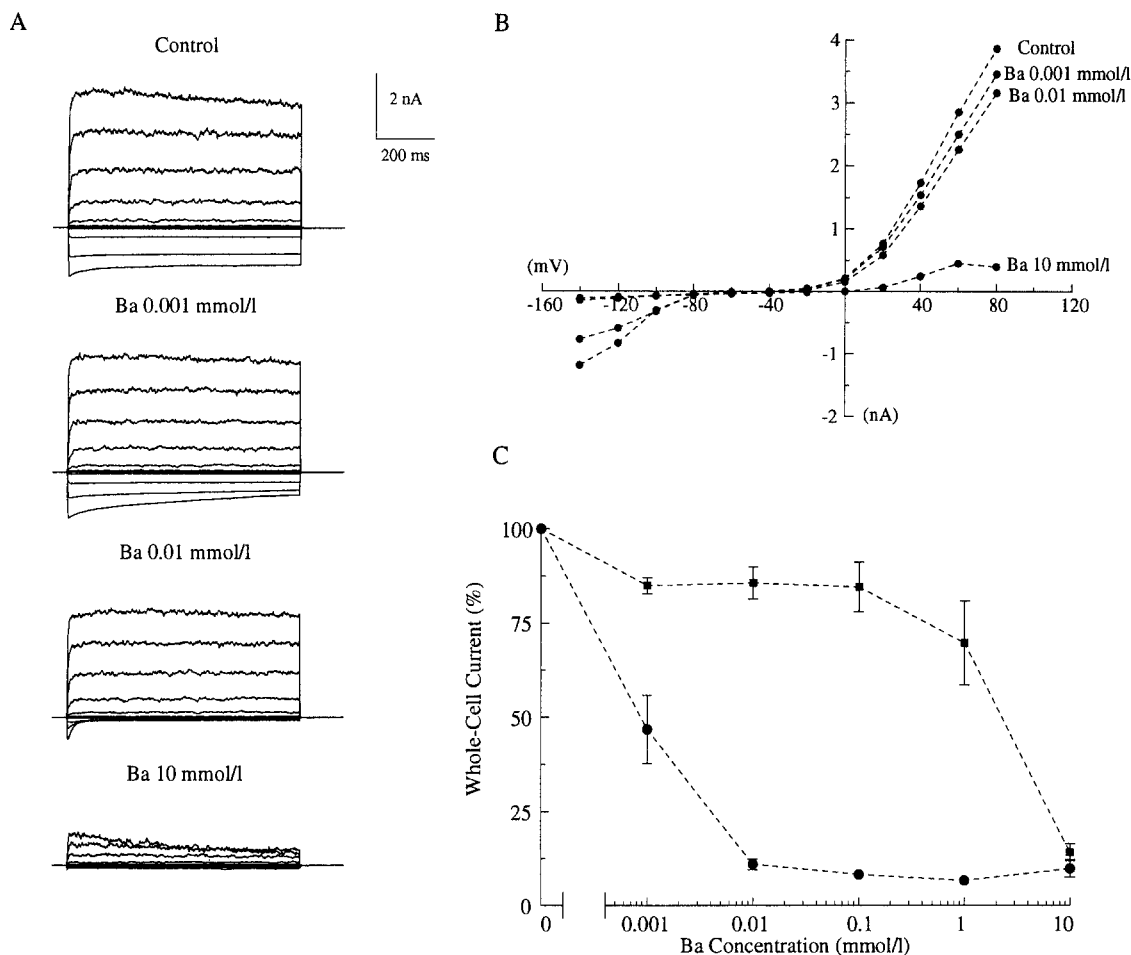 A
Control
2 nA
200 ms
Ba 0.001 mmol/l
Ba 0.01 mmol/l
Ba 10 mmol/l
B
4
Control
Ba 0.001 mmol/l
3
Ba 0.01 mmol/l
2
1
(mV)
Ba 10 mmol/l
-160 -120 -80 -40 0 40 80 120
-1
-2
(nA)
C
100
75
50
25
0
Whole-Cell Current (%)
0 0.001 0.01 0.1 1 10
Ba Concentration (mmol/l)